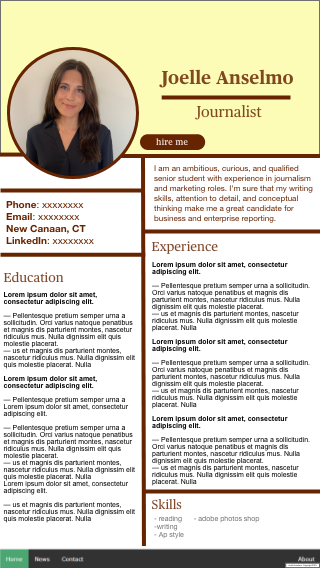 Joelle Anselmo
Journalist
hire me
I am an ambitious, curious, and qualified
senior student with experience in journalism
and marketing roles. I'm sure that my writing
skills, attention to detail, and conceptual
thinking make me a great candidate for
business and enterprise reporting.
Phone: xxxxxxxx
Email: xxxxxxxx
New Canaan, CT
LinkedIn: xxxxxxxx
Education
Lorem ipsum dolor sit amet,
consectetur adipiscing elit.
— Pellentesque pretium semper urna a
sollicitudin. Orci varius natoque penatibus
et magnis dis parturient montes, nascetur
ridiculus mus. Nulla dignissim elit quis
molestie placerat. Nulla
— us et magnis dis parturient montes,
nascetur ridiculus mus. Nulla dignissim elit
quis molestie placerat. Nulla
Lorem ipsum dolor sit amet,
consectetur adipiscing elit.
— Pellentesque pretium semper urna a
Lorem ipsum dolor sit amet, consectetur
adipiscing elit.
— Pellentesque pretium semper urna a
sollicitudin. Orci varius natoque penatibus
et magnis dis parturient montes, nascetur
ridiculus mus. Nulla dignissim elit quis
molestie placerat. Nulla
— us et magnis dis parturient montes,
nascetur ridiculus mus. Nulla dignissim elit
quis molestie placerat. Nulla
Lorem ipsum dolor sit amet, consectetur
adipiscing elit.
— us et magnis dis parturient montes,
nascetur ridiculus mus. Nulla dignissim elit
quis molestie placerat. Nulla
Experience
Lorem ipsum dolor sit amet, consectetur
adipiscing elit.
— Pellentesque pretium semper urna a sollicitudin.
Orci varius natoque penatibus et magnis dis
parturient montes, nascetur ridiculus mus. Nulla
dignissim elit quis molestie placerat. Nulla
— us et magnis dis parturient montes, nascetur
ridiculus mus. Nulla dignissim elit quis molestie
placerat. Nulla
Lorem ipsum dolor sit amet, consectetur
adipiscing elit.
— Pellentesque pretium semper urna a sollicitudin.
Orci varius natoque penatibus et magnis dis
parturient montes, nascetur ridiculus mus. Nulla
dignissim elit quis molestie placerat. Nulla
— us et magnis dis parturient montes, nascetur
ridiculus mus. Nulla dignissim elit quis molestie
placerat. Nulla
Lorem ipsum dolor sit amet, consectetur
adipiscing elit.
— Pellentesque pretium semper urna a sollicitudin.
Orci varius natoque penatibus et magnis dis
parturient montes, nascetur ridiculus mus. Nulla
dignissim elit quis molestie placerat. Nulla
— us et magnis dis parturient montes, nascetur
ridiculus mus. Nulla dignissim elit quis molestie
placerat. Nulla
Skills
- reading - adobe photos shop
-writing
- Ap style
Home News Contact About